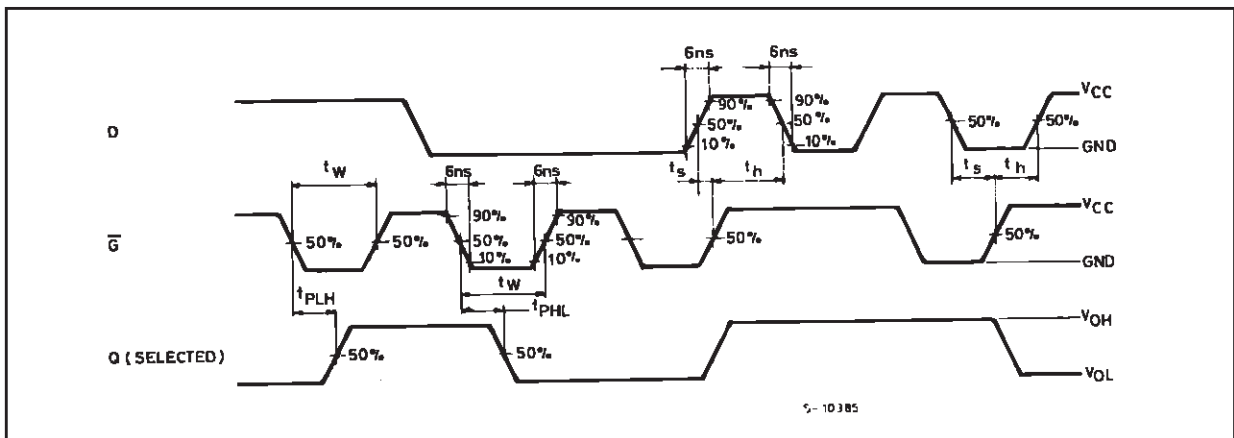 6ns 6ns
90% 90% VCC
D 50% 50% 50% 50%
10% 10% GND
ts th ts th
tW 6ns 6ns
90% 90% VCC
G 50% 50% 50% 50% 50% 50%
10% 10% GND
tW
tPLH tPHL
VOH
Q (SELECTED) 50% 50%
VOL
S-10385